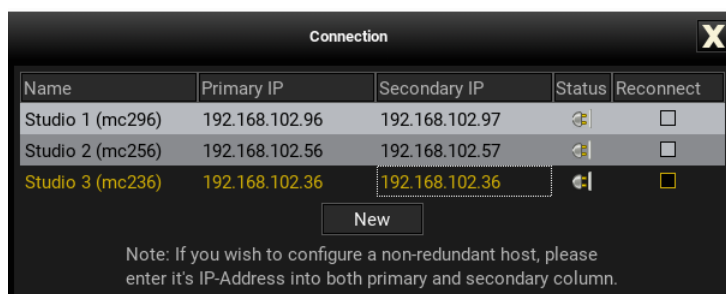 Connection
X
Name Primary IP Secondary IP Status Reconnect
Studio 1 (mc296) 192.168.102.96 192.168.102.97
Studio 2 (mc256) 192.168.102.56 192.168.102.57
Studio 3 (mc236) 192.168.102.36 192.168.102.36
New
Note: If you wish to configure a non-redundant host, please
enter it's IP-Address into both primary and secondary column.